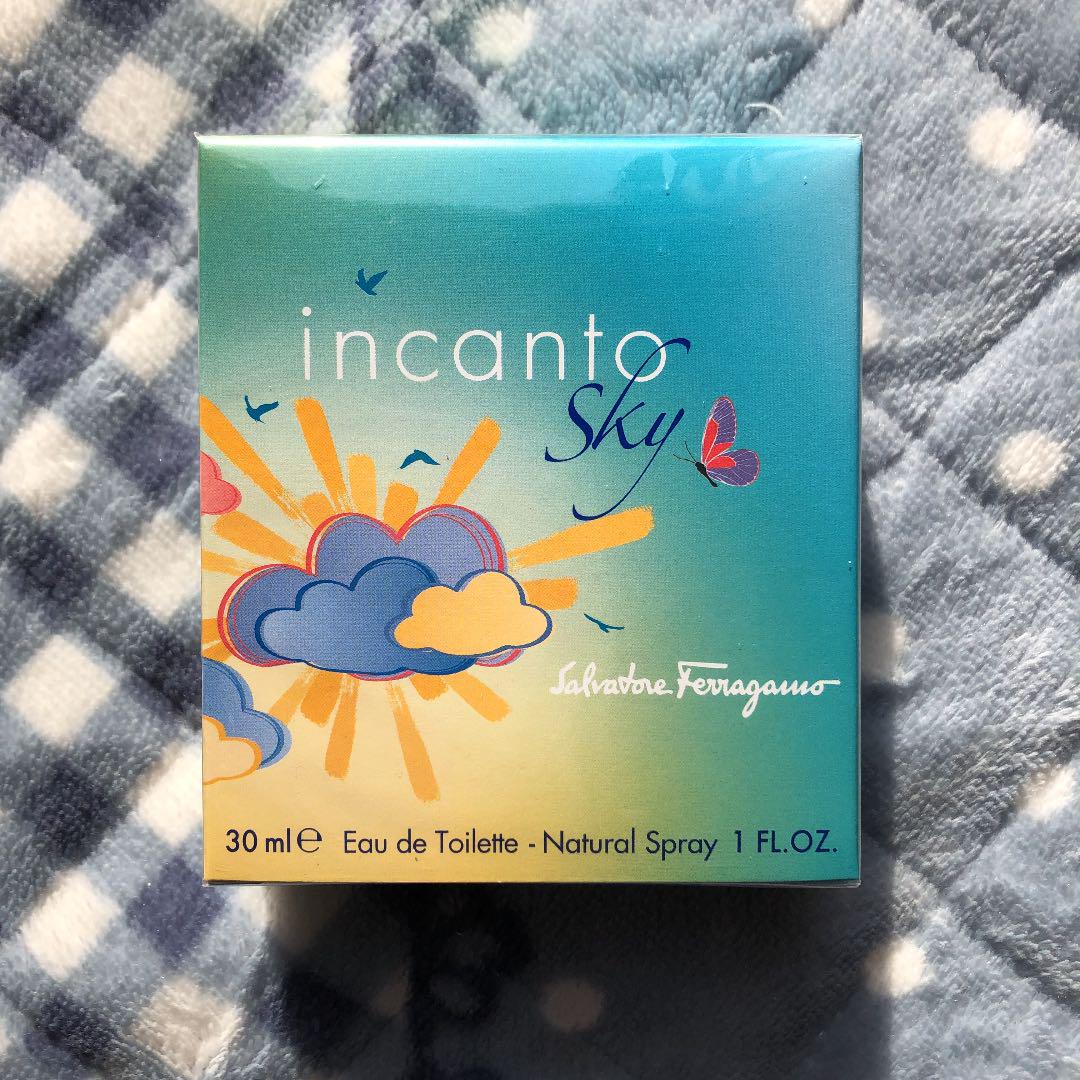 incanto
Sky
Salvatore Ferragamo
30 ml ℮ Eau de Toilette - Natural Spray 1 FL.OZ.